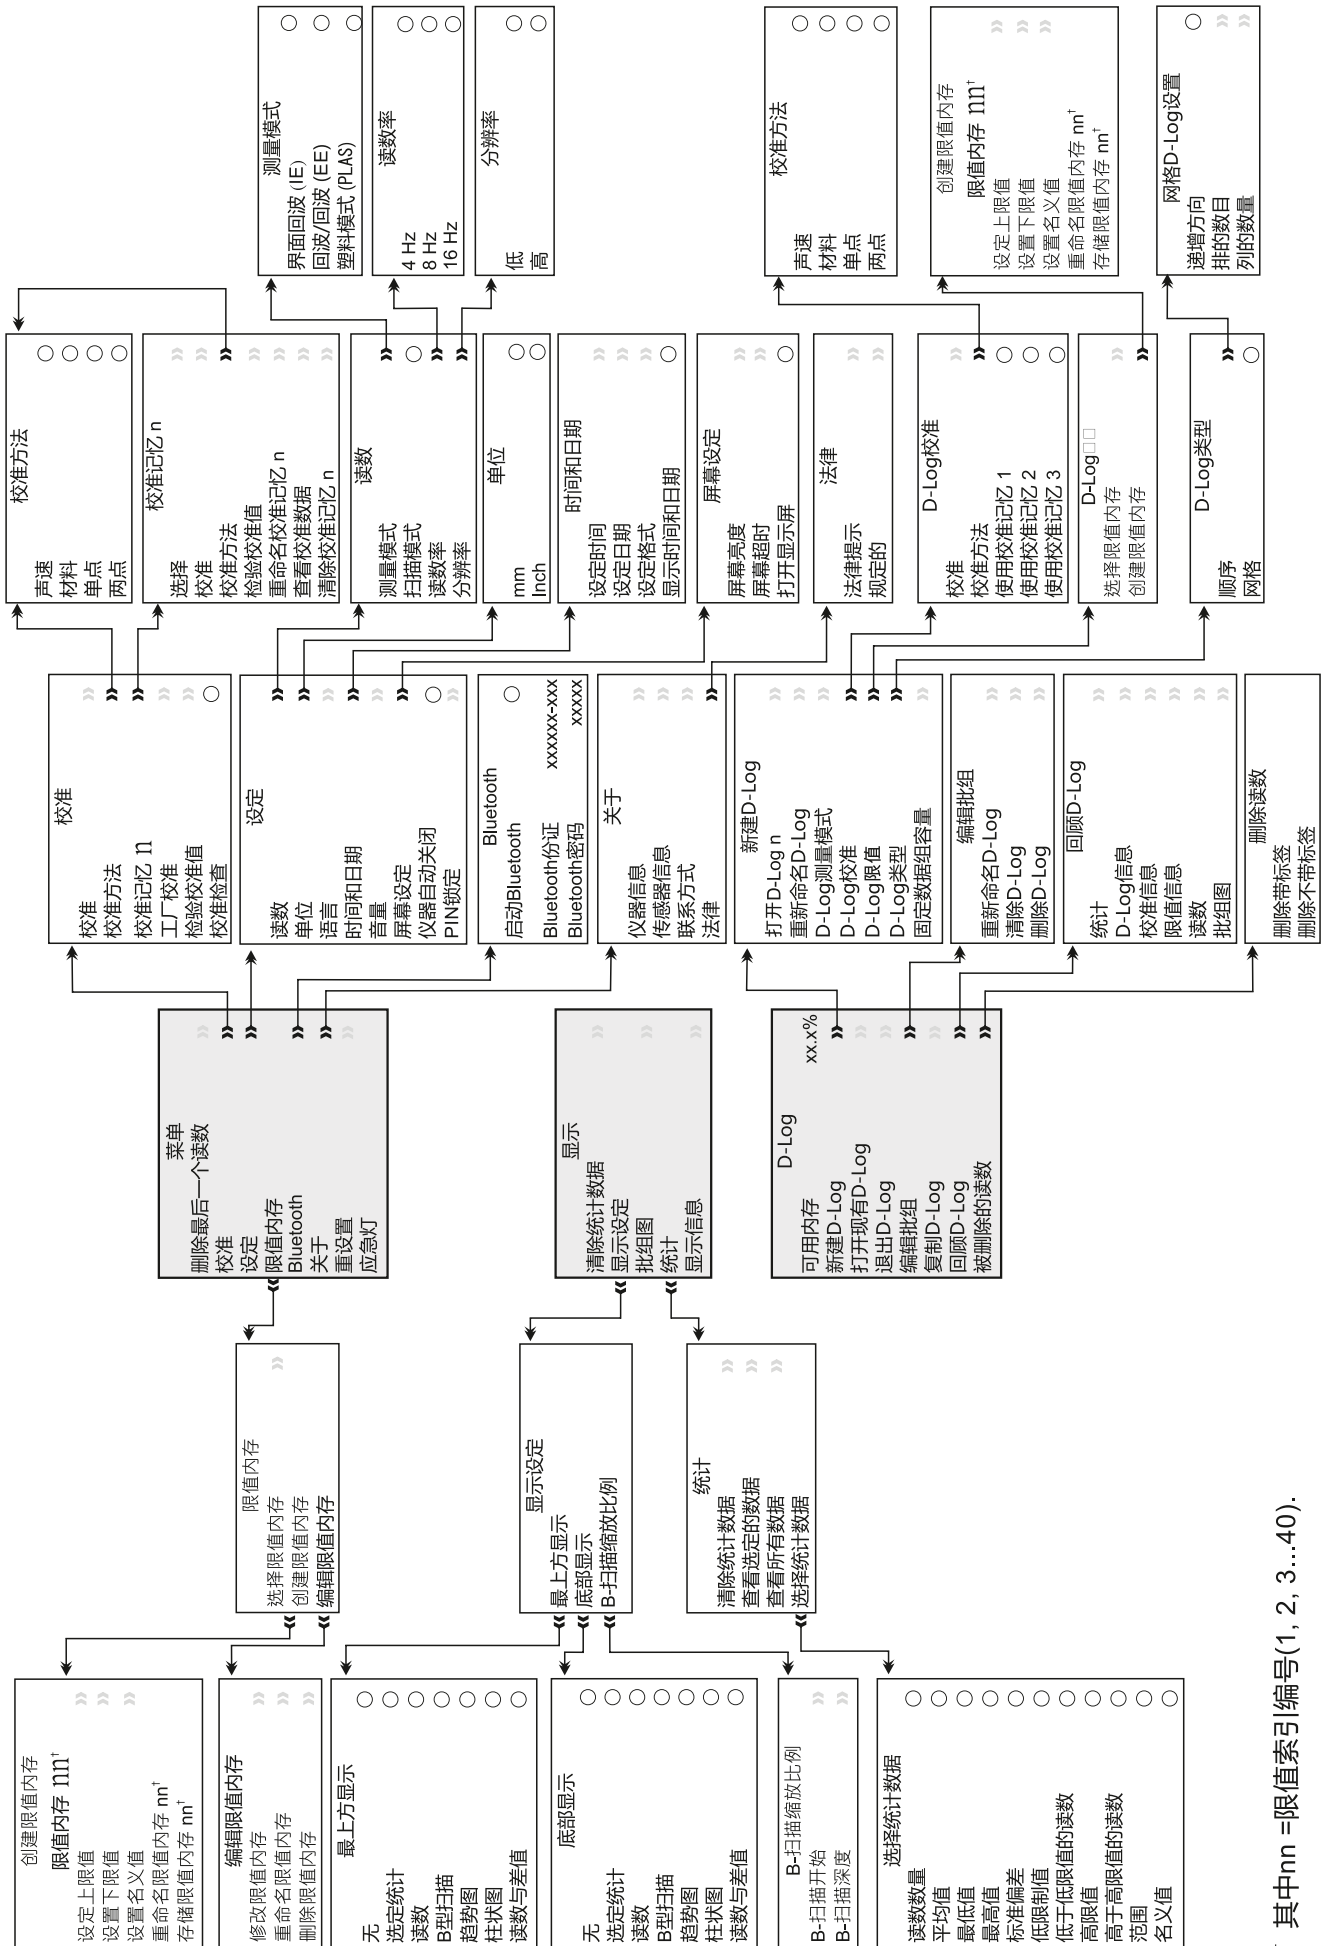 创建限值内存
限值内存 nn†
设定上限值
设置下限值
设置名义值
重命名限值内存 nn†
存储限值内存 nn†
编辑限值内存
修改限值内存
重命名限值内存
删除限值内存
最上方显示
无
选定统计
读数
B型扫描
趋势图
柱状图
读数与差值
底部显示
无
选定统计
读数
B型扫描
趋势图
柱状图
读数与差值
B-扫描缩放比例
B-扫描开始
B-扫描深度
选择统计数据
读数数量
平均值
最低值
最高值
标准偏差
低限制值
低于低限值的读数
高限值
高于高限值的读数
范围
名义值
限值内存
选择限值内存
创建限值内存
编辑限值内存
显示设定
最上方显示
底部显示
B-扫描缩放比例
统计
清除统计数据
查看选定的数据
查看所有数据
选择统计数据
菜单
删除最后一个读数
校准
设定
限值内存
Bluetooth
关于
重设置
应急灯
显示
清除统计数据
显示设定
批组图
统计
显示信息
D-Log
可用内存 xx.x%
新建D-Log
打开现有D-Log
退出D-Log
编辑批组
复制D-Log
回顾D-Log
被删除的读数
校准
校准
校准方法
校准记忆 n
工厂校准
检验校准值
校准检查
设定
读数
单位
语言
时间和日期
音量
屏幕设定
仪器自动关闭
PIN锁定
Bluetooth
启动Bluetooth
Bluetooth份证 xxxxxx-xxx
Bluetooth密码 xxxxx
关于
仪器信息
传感器信息
联系方式
法律
新建D-Log
打开D-Log n
重新命名D-Log
D-Log测量模式
D-Log校准
D-Log限值
D-Log类型
固定数据组容量
编辑批组
重新命名D-Log
清除D-Log
删除D-Log
回顾D-Log
统计
D-Log信息
校准信息
限值信息
读数
批组图
删除读数
删除带标签
删除不带标签
校准方法
声速
材料
单点
两点
校准记忆 n
选择
校准
校准方法
检验校准值
重命名校准记忆 n
查看校准数据
清除校准记忆 n
读数
测量模式
扫描模式
读数率
分辨率
单位
mm
Inch
时间和日期
设定时间
设定日期
设定格式
显示时间和日期
屏幕设定
屏幕亮度
屏幕超时
打开显示屏
法律
法律提示
规定的
D-Log校准
校准
校准方法
使用校准记忆 1
使用校准记忆 2
使用校准记忆 3
D-Log□□
选择限值内存
创建限值内存
D-Log类型
顺序
网格
测量模式
界面回波 (IE)
回波/回波 (EE)
塑料模式 (PLAS)
读数率
4 Hz
8 Hz
16 Hz
分辨率
低
高
校准方法
声速
材料
单点
两点
创建限值内存
限值内存 nn†
设定上限值
设置下限值
设置名义值
重命名限值内存 nn†
存储限值内存 nn†
网格D-Log设置
递增方向
排的数目
列的数量
其中nn =限值索引编号(1, 2, 3...40).